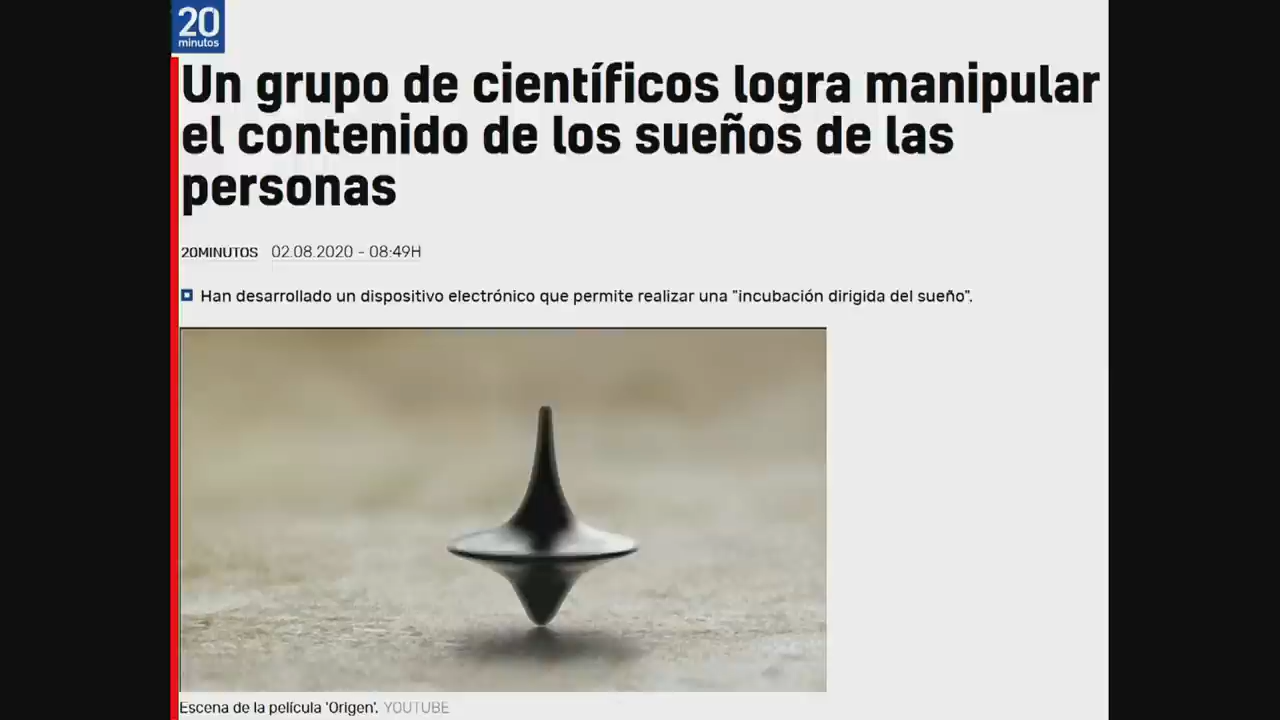 20
minutos
Un grupo de científicos logra manipular
el contenido de los sueños de las
personas
20MINUTOS 02.08.2020 - 08:49H
Han desarrollado un dispositivo electrónico que permite realizar una "incubación dirigida del sueño".
Escena de la película 'Origen'. YOUTUBE